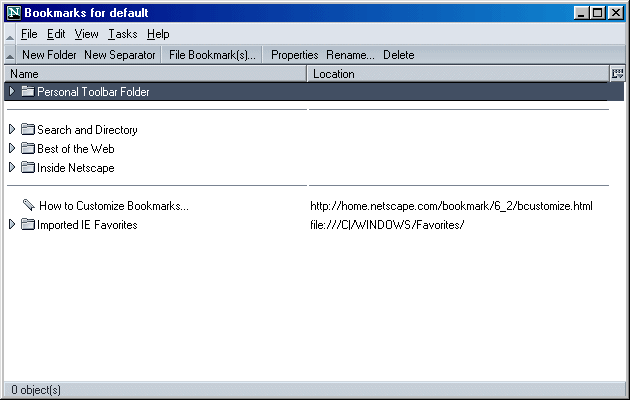 N Bookmarks for default
File Edit View Tasks Help
New Folder New Separator File Bookmark(s)... Properties Rename... Delete
Name Location
Personal Toolbar Folder
Search and Directory
Best of the Web
Inside Netscape
How to Customize Bookmarks... http://home.netscape.com/bookmark/6_2/bcustomize.html
Imported IE Favorites file:///C|/WINDOWS/Favorites/
0 object(s)